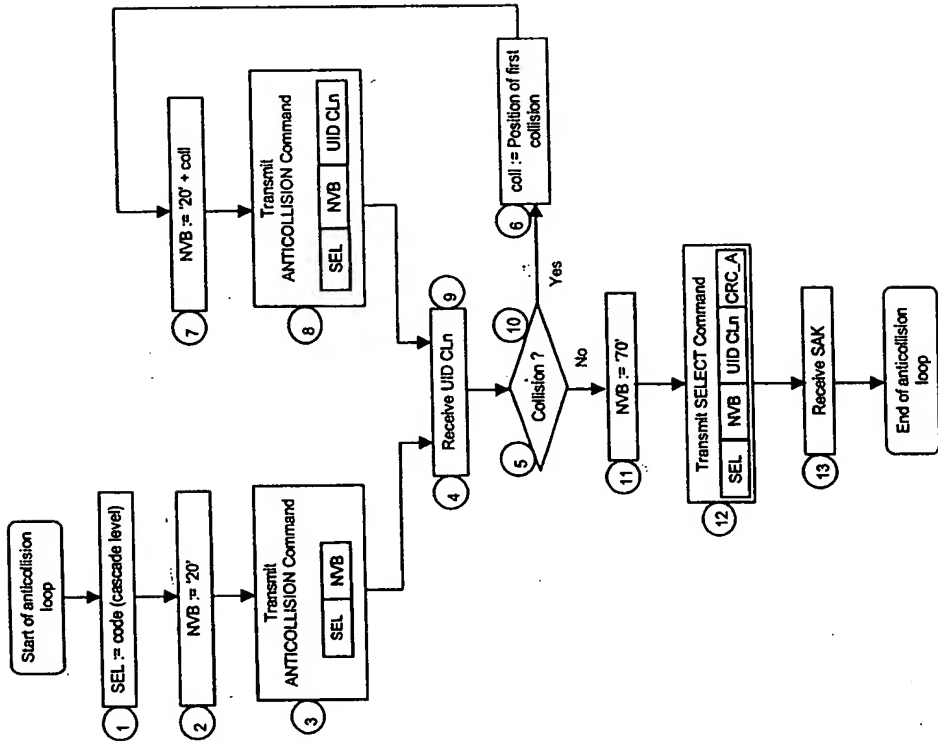 Start of anticollision
loop
1
SEL := code (cascade level)
2
NVB := '20'
3
Transmit
ANTICOLLISION Command
SEL NVB
7
NVB := '20' + coll
8
Transmit
ANTICOLLISION Command
SEL NVB UID CLn
4
Receive UID CLn
9
5
Collision ?
10
Yes
6
coll := Position of first
collision
No
11
NVB := '70'
12
Transmit SELECT Command
SEL NVB UID CLn CRC_A
13
Receive SAK
End of anticollision
loop